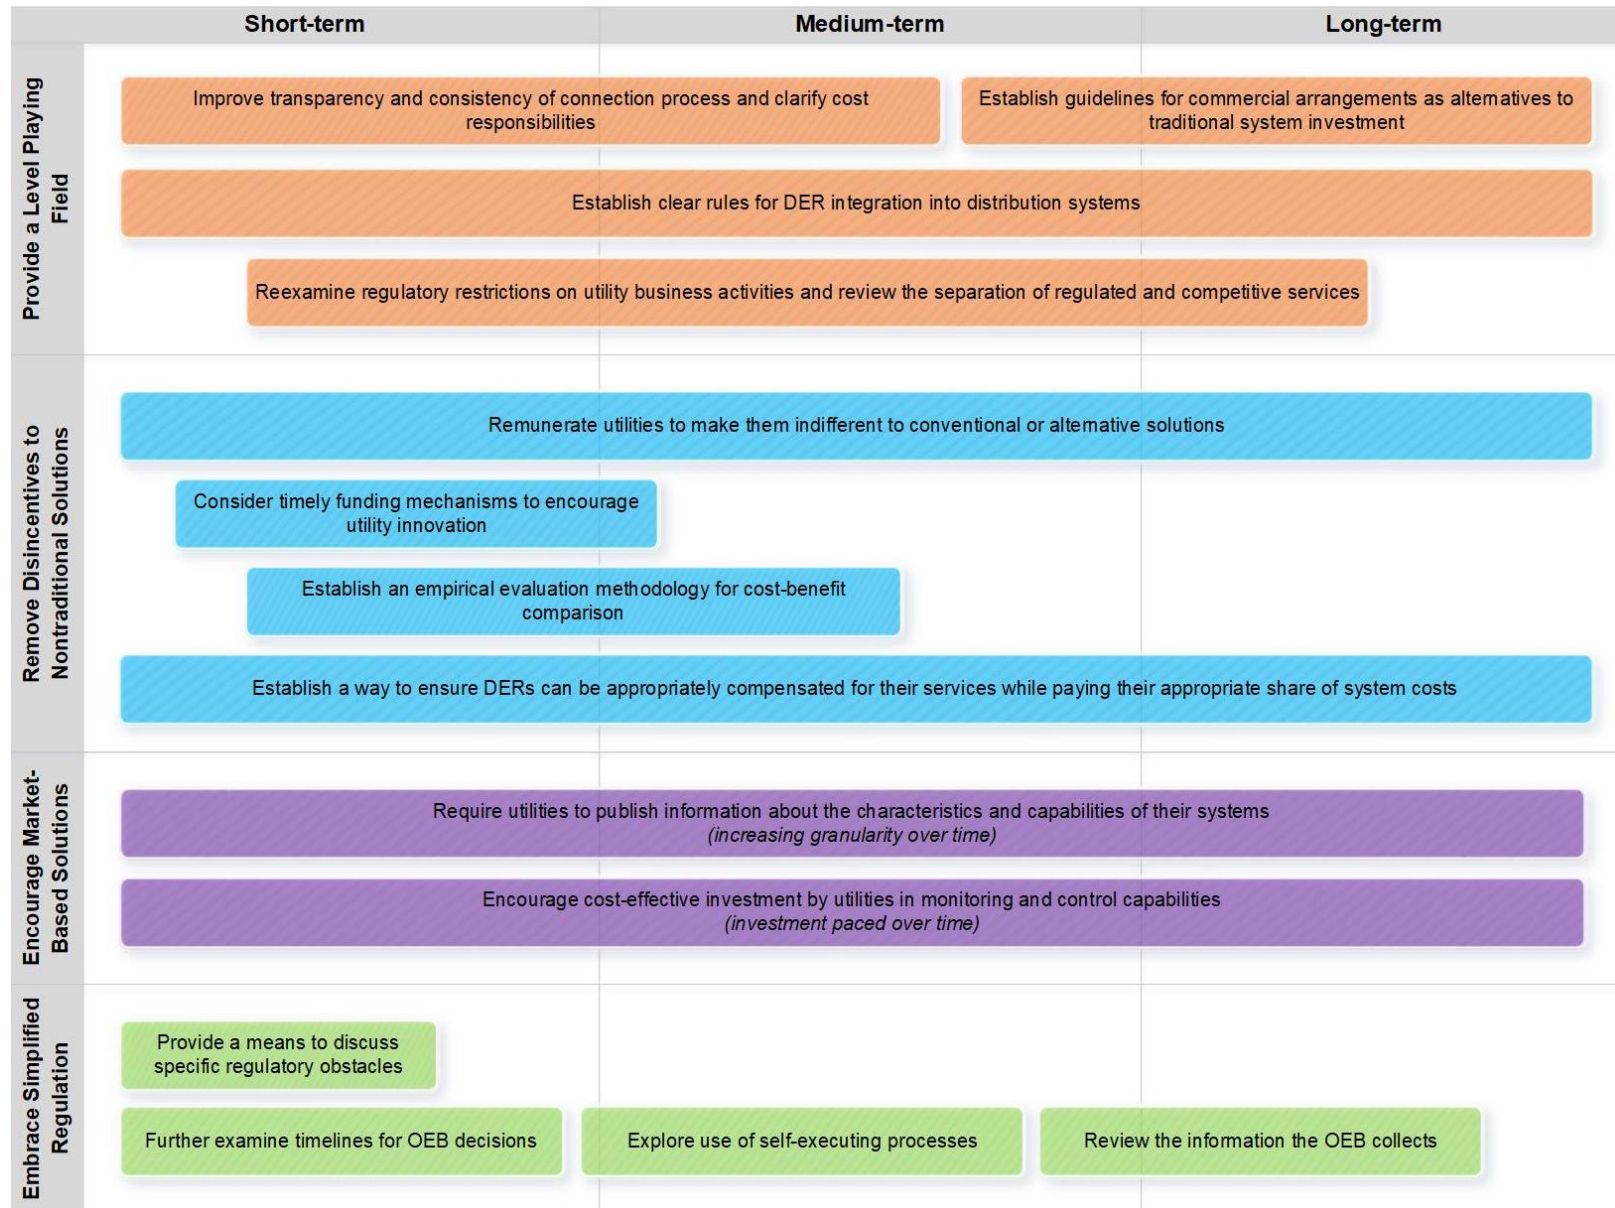 Short-term
Medium-term
Long-term
Provide a Level Playing
Field
Improve transparency and consistency of connection process and clarify cost
responsibilities
Establish guidelines for commercial arrangements as alternatives to
traditional system investment
Establish clear rules for DER integration into distribution systems
Reexamine regulatory restrictions on utility business activities and review the separation of regulated and competitive services
Remove Disincentives to
Nontraditional Solutions
Remunerate utilities to make them indifferent to conventional or alternative solutions
Consider timely funding mechanisms to encourage
utility innovation
Establish an empirical evaluation methodology for cost-benefit
comparison
Establish a way to ensure DERs can be appropriately compensated for their services while paying their appropriate share of system costs
Encourage Market-
Based Solutions
Require utilities to publish information about the characteristics and capabilities of their systems
(increasing granularity over time)
Encourage cost-effective investment by utilities in monitoring and control capabilities
(investment paced over time)
Embrace Simplified
Regulation
Provide a means to discuss
specific regulatory obstacles
Further examine timelines for OEB decisions
Explore use of self-executing processes
Review the information the OEB collects